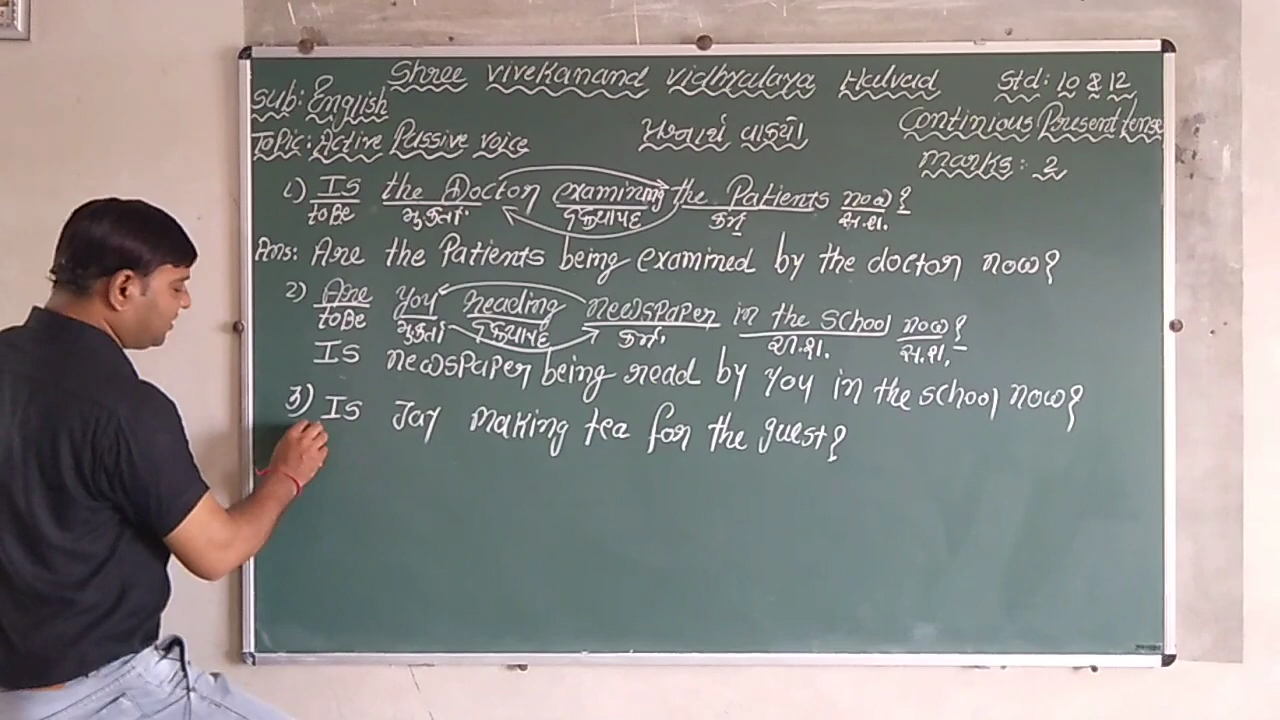 Shree Vivekanand Vidhyalaya Halvad Std: 10 & 12
Sub: English
Topic: Active Passive voice પ્રશ્નાર્થ વાક્યો Continious Present tense
Marks: 2
1) Is the Doctor examining the Patients now?
toBe મૂ.કર્તા ક્રિયાપદ કર્મ સ.શ.
Ans: Are the Patients being examined by the doctor now?
2) Are You reading newspaper in the School now?
toBe મૂ.કર્તા ક્રિયાપદ કર્મ સ.શ.
Is newspaper being read by you in the school now?
3) Is Jay making tea for the guest?